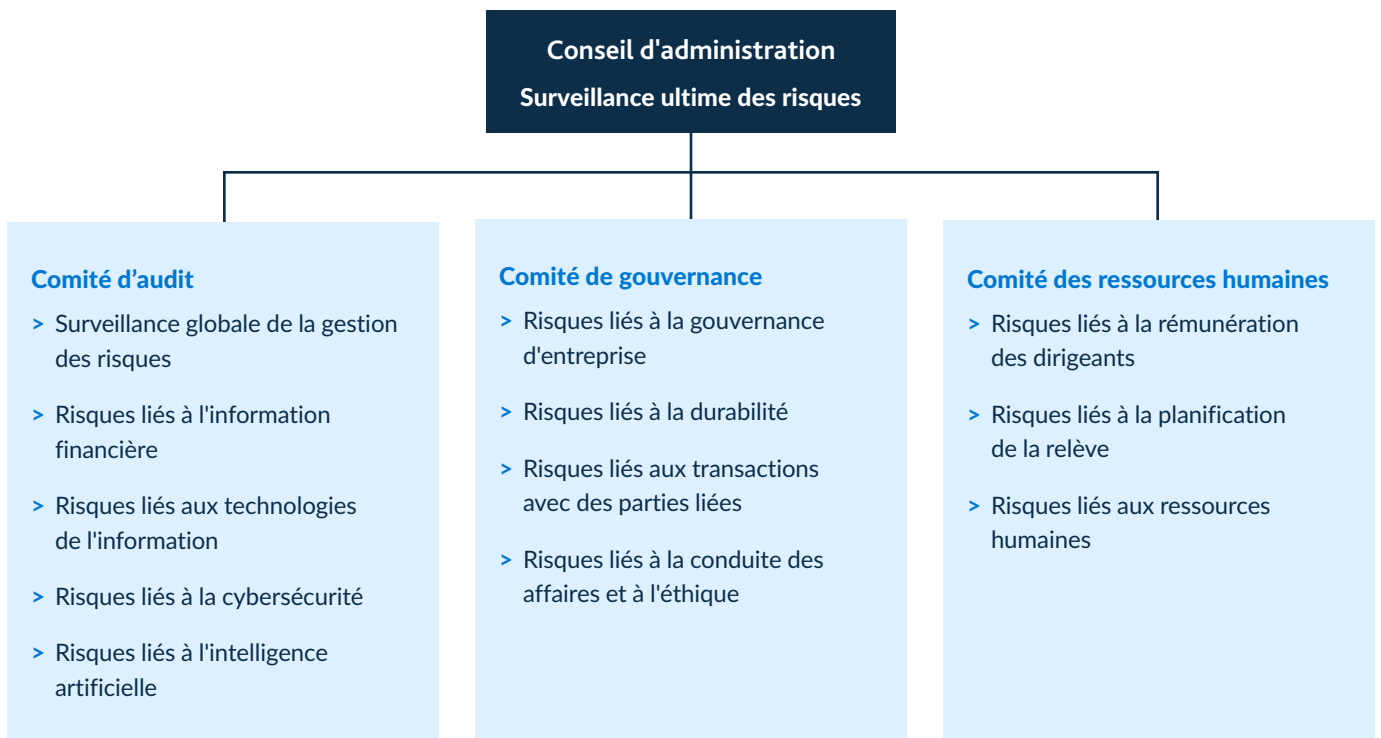 Conseil d'administration
Surveillance ultime des risques
Comité d’audit
> Surveillance globale de la gestion
des risques
> Risques liés à l'information
financière
> Risques liés aux technologies
de l'information
> Risques liés à la cybersécurité
> Risques liés à l'intelligence
artificielle
Comité de gouvernance
> Risques liés à la gouvernance
d'entreprise
> Risques liés à la durabilité
> Risques liés aux transactions
avec des parties liées
> Risques liés à la conduite des
affaires et à l'éthique
Comité des ressources humaines
> Risques liés à la rémunération
des dirigeants
> Risques liés à la planification
de la relève
> Risques liés aux ressources
humaines